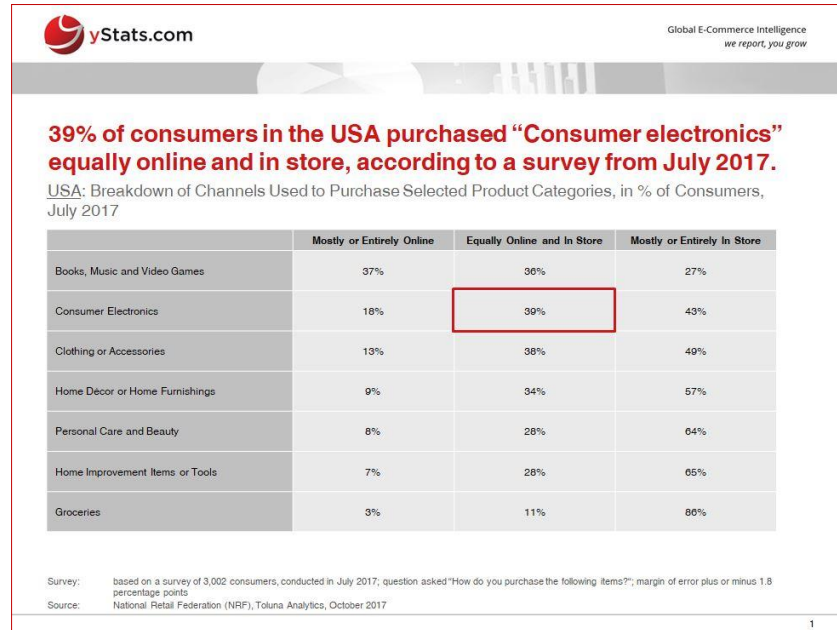 yStats.com
Global E-Commerce Intelligence
we report, you grow
39% of consumers in the USA purchased “Consumer electronics”
equally online and in store, according to a survey from July 2017.
USA: Breakdown of Channels Used to Purchase Selected Product Categories, in % of Consumers,
July 2017
Mostly or Entirely Online Equally Online and In Store Mostly or Entirely In Store
Books, Music and Video Games 37% 36% 27%
Consumer Electronics 18% 39% 43%
Clothing or Accessories 13% 38% 49%
Home Décor or Home Furnishings 9% 34% 57%
Personal Care and Beauty 8% 28% 64%
Home Improvement Items or Tools 7% 28% 65%
Groceries 3% 11% 86%
Survey: based on a survey of 3,002 consumers, conducted in July 2017; question asked "How do you purchase the following items?"; margin of error plus or minus 1.8
percentage points
Source: National Retail Federation (NRF), Toluna Analytics, October 2017
1